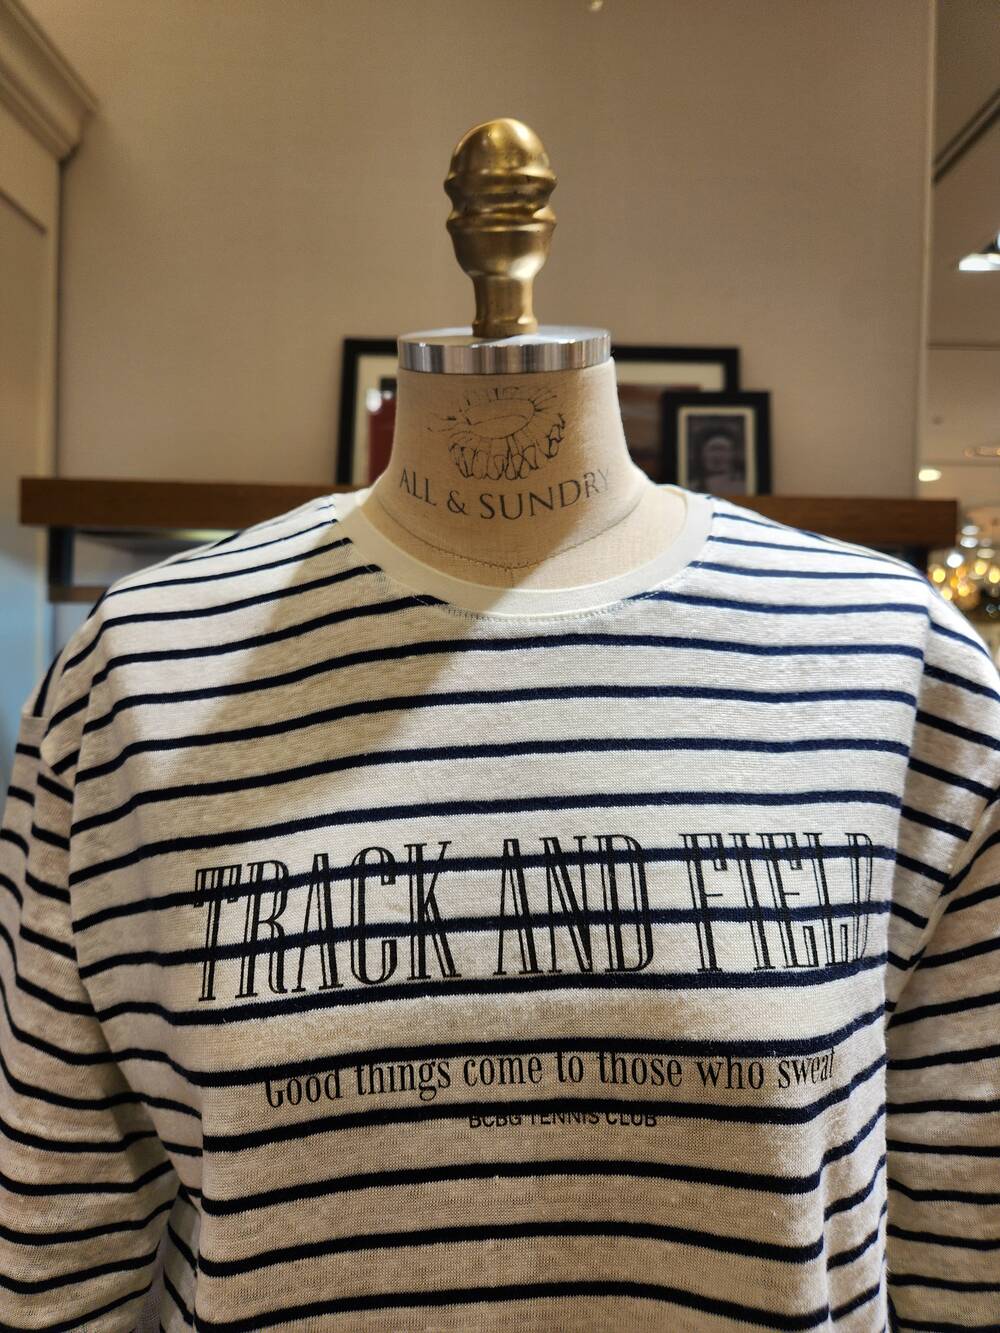 ALL & SUNDRY
TRACK AND FIELD
Good things come to those who sweat
BCBG TENNIS CLUB